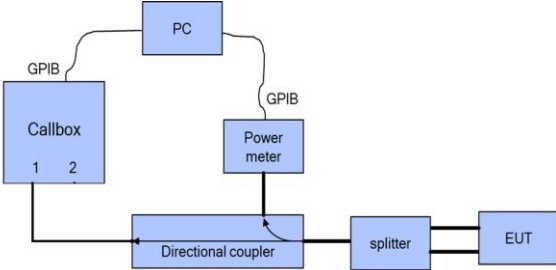 PC
GPIB
GPIB
Callbox
1 2
Power
meter
Directional coupler
splitter
EUT